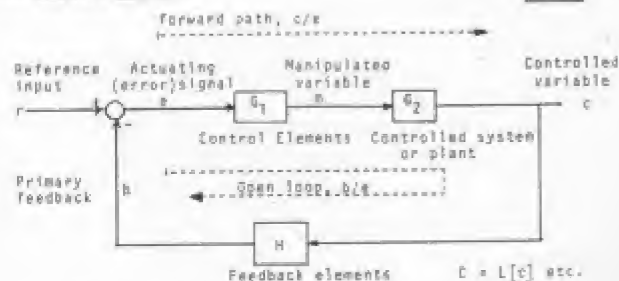 forward path, c/e
Reference input
Actuating (error) signal
Manipulated variable
Controlled variable
r
-
e
G1
m
G2
c
Control Elements
Controlled system or plant
Primary feedback
b
Open loop, b/e
H
Feedback elements
C = L[c] etc.